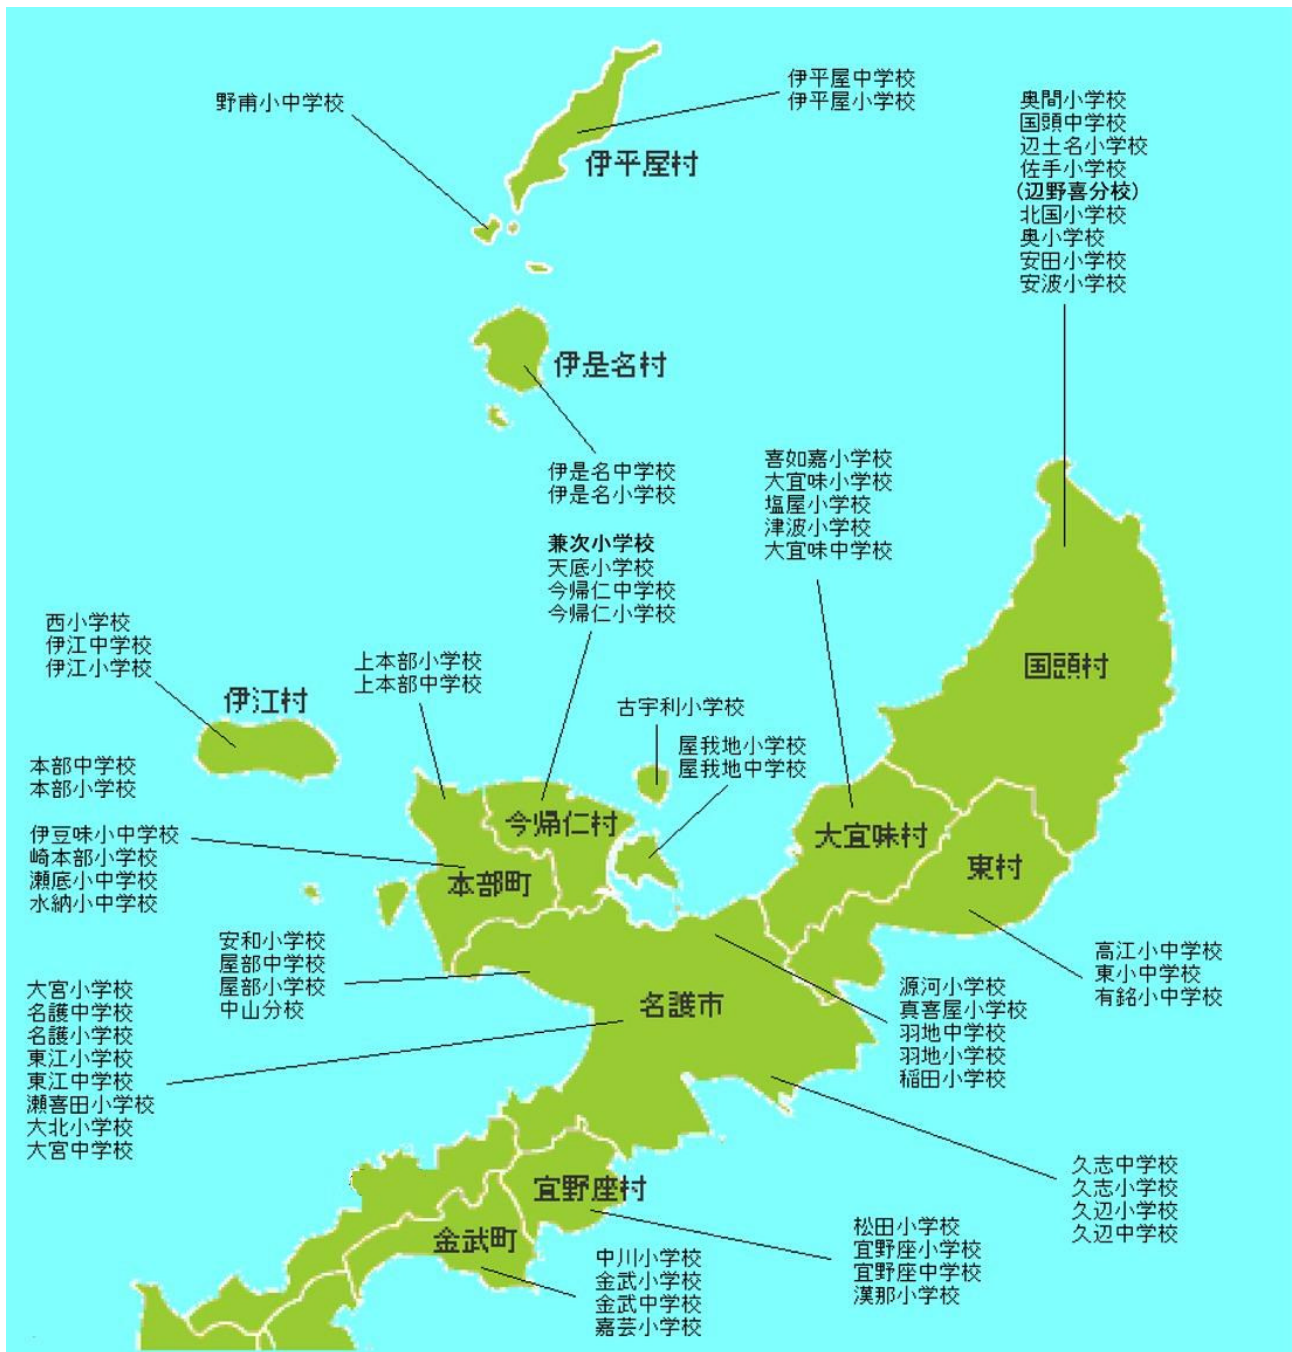 野甫小中学校
伊平屋中学校
伊平屋小学校
伊平屋村
奥間小学校
国頭中学校
辺土名小学校
佐手小学校
(辺野喜分校)
北国小学校
奥小学校
安田小学校
安波小学校
伊是名村
伊是名中学校
伊是名小学校
兼次小学校
天底小学校
今帰仁中学校
今帰仁小学校
喜如嘉小学校
大宜味小学校
塩屋小学校
津波小学校
大宜味中学校
西小学校
伊江中学校
伊江小学校
伊江村
上本部小学校
上本部中学校
古宇利小学校
屋我地小学校
屋我地中学校
国頭村
本部中学校
本部小学校
伊豆味小中学校
崎本部小学校
瀬底小中学校
水納小中学校
今帰仁村
本部町
大宜味村
東村
安和小学校
屋部中学校
屋部小学校
中山分校
大宮小学校
名護中学校
名護小学校
東江小学校
東江中学校
瀬喜田小学校
大北小学校
大宮中学校
名護市
源河小学校
真喜屋小学校
羽地中学校
羽地小学校
稲田小学校
高江小中学校
東小中学校
有銘小中学校
久志中学校
久志小学校
久辺小学校
久辺中学校
宜野座村
松田小学校
宜野座小学校
宜野座中学校
漢那小学校
金武町
中川小学校
金武小学校
金武中学校
嘉芸小学校